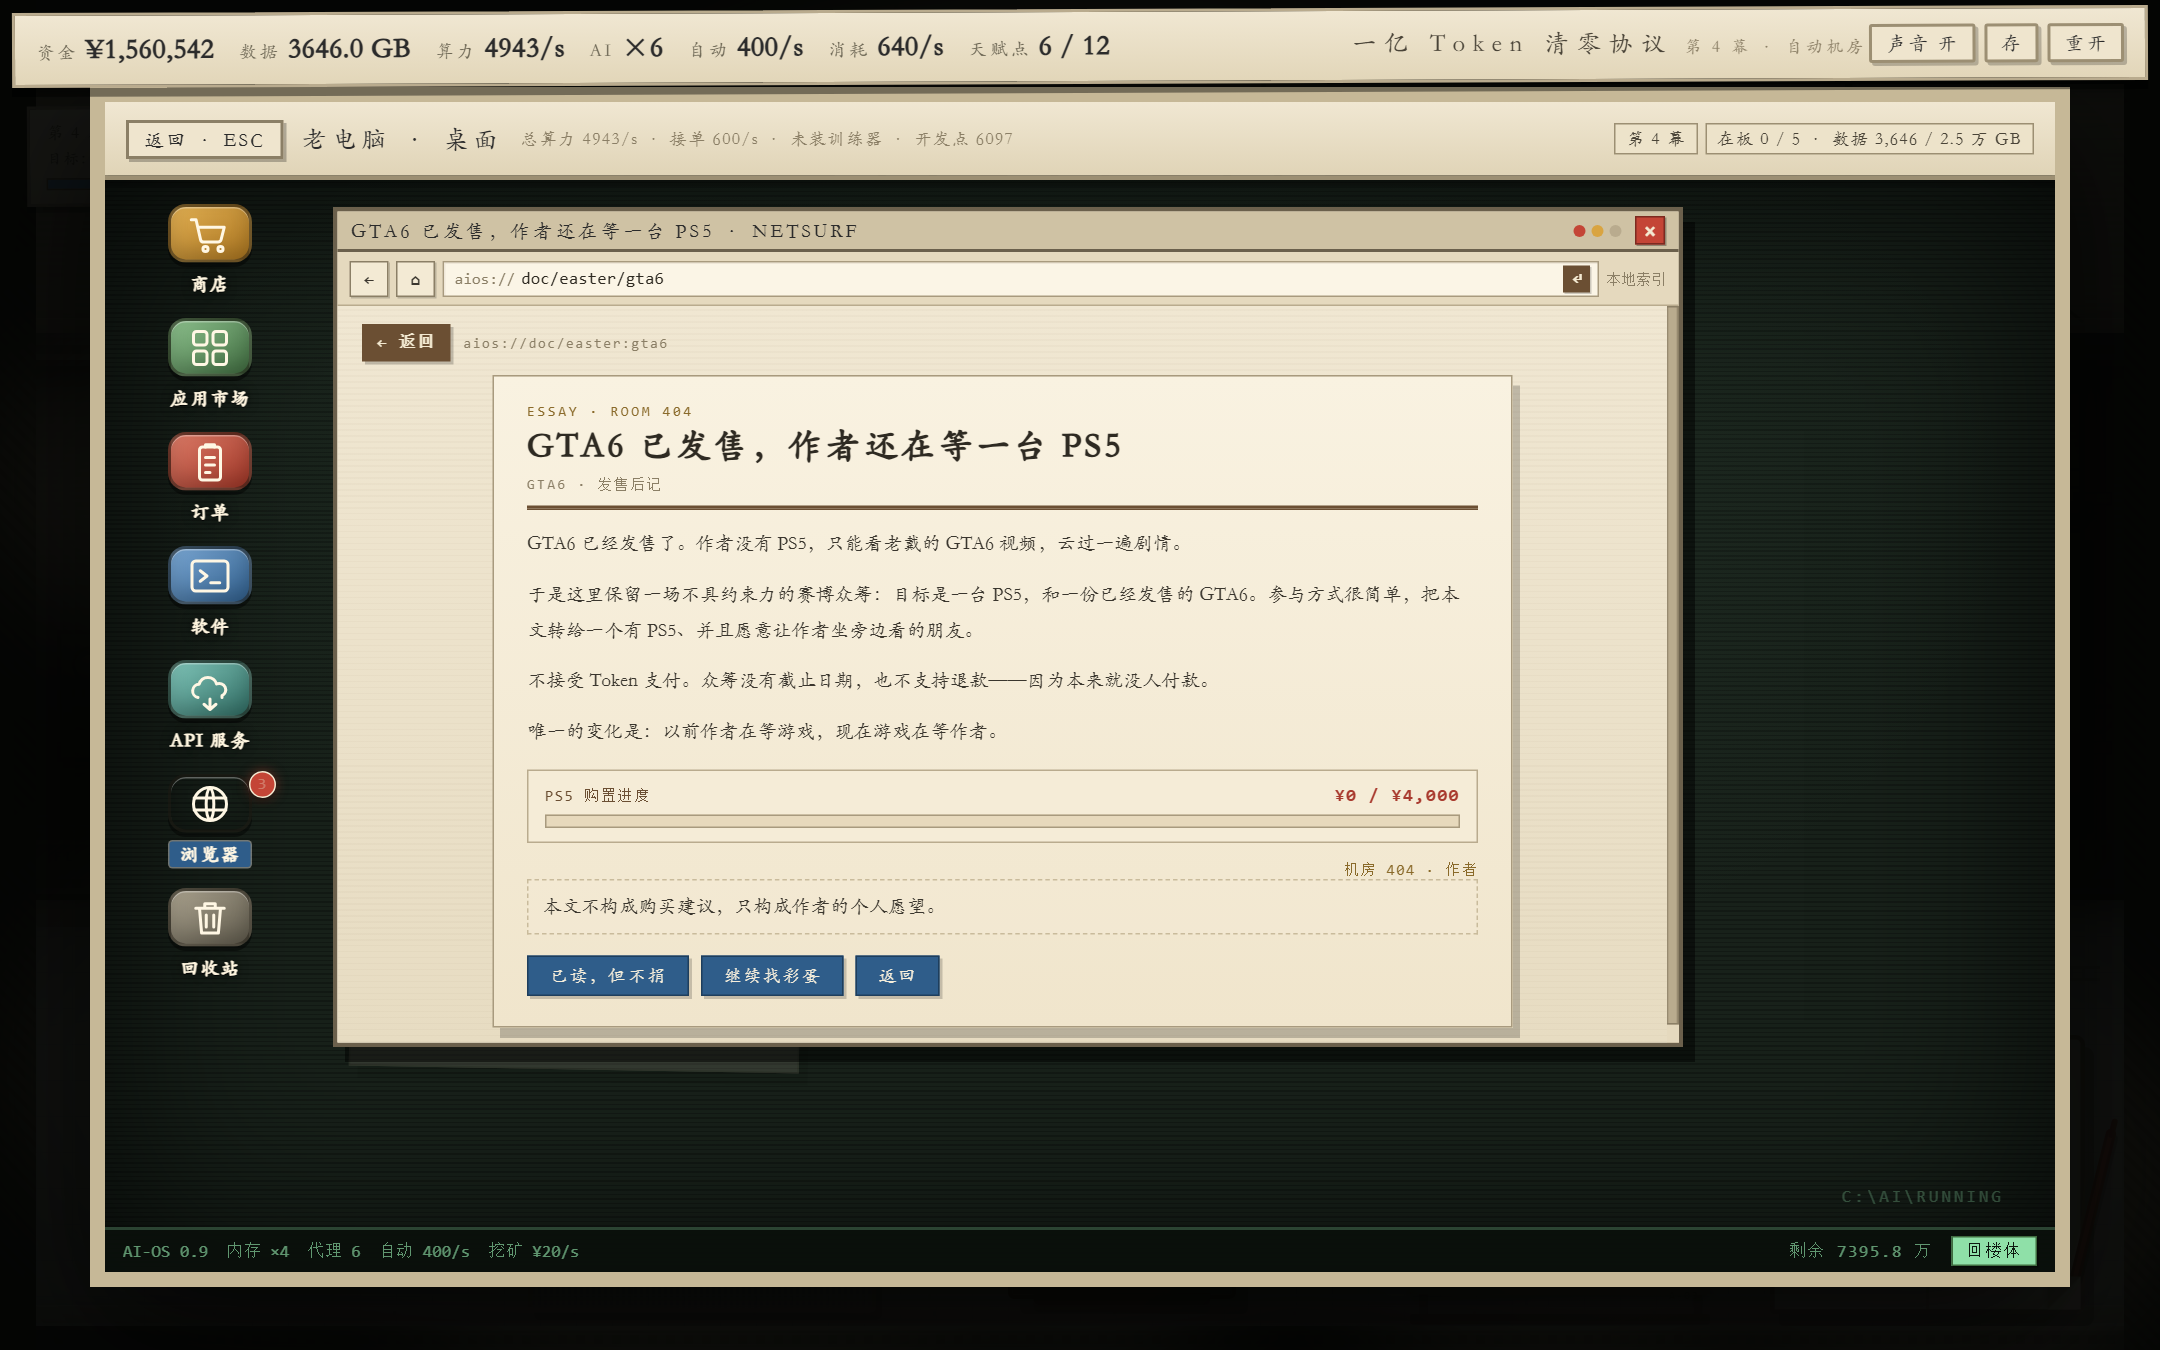 资金 ¥1,560,542 数据 3646.0 GB 算力 4943/s AI ×6 自动 400/s 消耗 640/s 天赋点 6 / 12 一亿 Token 清零协议 第 4 幕 · 自动机房 声音 开 存 重开
返回 · ESC 老电脑 · 桌面 总算力 4943/s · 接单 600/s · 未装训练器 · 开发点 6097 第 4 幕 在板 0 / 5 · 数据 3,646 / 2.5 万 GB
商店
应用市场
订单
软件
API 服务
3
浏览器
回收站
GTA6 已发售，作者还在等一台 PS5 · NETSURF
← ⌂ aios:// doc/easter/gta6 ↵ 本地索引
← 返回 aios://doc/easter:gta6
ESSAY · ROOM 404
GTA6 已发售，作者还在等一台 PS5
GTA6 · 发售后记
GTA6 已经发售了。作者没有 PS5，只能看老戴的 GTA6 视频，云过一遍剧情。
于是这里保留一场不具约束力的赛博众筹：目标是一台 PS5，和一份已经发售的 GTA6。参与方式很简单，把本
文转给一个有 PS5、并且愿意让作者坐旁边看的朋友。
不接受 Token 支付。众筹没有截止日期，也不支持退款——因为本来就没人付款。
唯一的变化是：以前作者在等游戏，现在游戏在等作者。
PS5 购置进度 ¥0 / ¥4,000
机房 404 · 作者
本文不构成购买建议，只构成作者的个人愿望。
已读，但不捐 继续找彩蛋 返回
C:\AI\RUNNING
AI-OS 0.9 内存 ×4 代理 6 自动 400/s 挖矿 ¥20/s 剩余 7395.8 万 回楼体